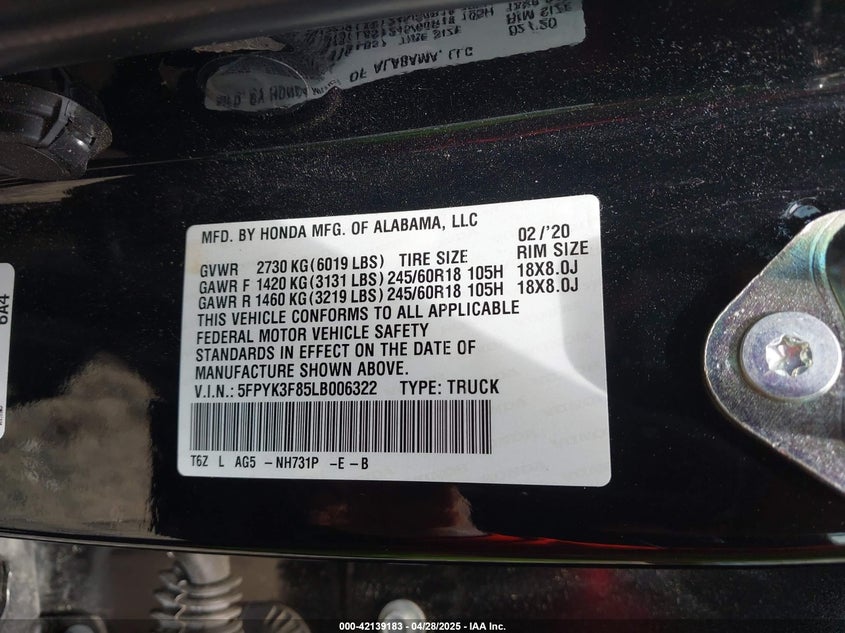 MFD. BY HONDA MFG. OF ALABAMA, LLC 02/'20
GVWR 2730 KG(6019 LBS) TIRE SIZE RIM SIZE
GAWR F 1420 KG(3131 LBS)245/60R18 105H 18X8.0J
GAWR R 1460 KG(3219 LBS)245/60R18 105H 18X8.0J
THIS VEHICLE CONFORMS TO ALL APPLICABLE
FEDERAL MOTOR VEHICLE SAFETY
STANDARDS IN EFFECT ON THE DATE OF
MANUFACTURE SHOWN ABOVE.
V.I.N.: 5FPYK3F85LB006322 TYPE: TRUCK
T6Z L AG5 -NH731P -E -B
6A4
000-42139183 - 04/28/2025 - IAA Inc.